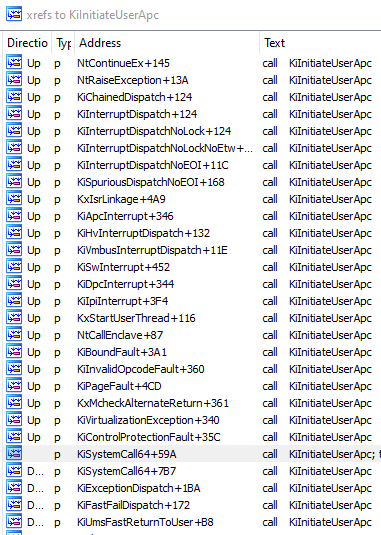 xrefs to KiInitiateUserApc
Directio Typ Address Text
Up p NtContinueEx+145 call KiInitiateUserApc
Up p NtRaiseException+13A call KiInitiateUserApc
Up p KiChainedDispatch+124 call KiInitiateUserApc
Up p KiInterruptDispatch+124 call KiInitiateUserApc
Up p KiInterruptDispatchNoLock+124 call KiInitiateUserApc
Up p KiInterruptDispatchNoLockNoEtw+... call KiInitiateUserApc
Up p KiInterruptDispatchNoEOI+11C call KiInitiateUserApc
Up p KiSpuriousDispatchNoEOI+168 call KiInitiateUserApc
Up p KxIsrLinkage+4A9 call KiInitiateUserApc
Up p KiApcInterrupt+346 call KiInitiateUserApc
Up p KiHvInterruptDispatch+132 call KiInitiateUserApc
Up p KiVmbusInterruptDispatch+11E call KiInitiateUserApc
Up p KiSwInterrupt+452 call KiInitiateUserApc
Up p KiDpcInterrupt+344 call KiInitiateUserApc
Up p KiIpiInterrupt+3F4 call KiInitiateUserApc
Up p KxStartUserThread+116 call KiInitiateUserApc
Up p NtCallEnclave+87 call KiInitiateUserApc
Up p KiBoundFault+3A1 call KiInitiateUserApc
Up p KiInvalidOpcodeFault+360 call KiInitiateUserApc
Up p KiPageFault+4CD call KiInitiateUserApc
Up p KxMcheckAlternateReturn+361 call KiInitiateUserApc
Up p KiVirtualizationException+340 call KiInitiateUserApc
Up p KiControlProtectionFault+35C call KiInitiateUserApc
p KiSystemCall64+59A call KiInitiateUserApc; t
D... p KiSystemCall64+7B7 call KiInitiateUserApc
D... p KiExceptionDispatch+1BA call KiInitiateUserApc
D... p KiFastFailDispatch+172 call KiInitiateUserApc
D... p KiUmsFastReturnToUser+B8 call KiInitiateUserApc